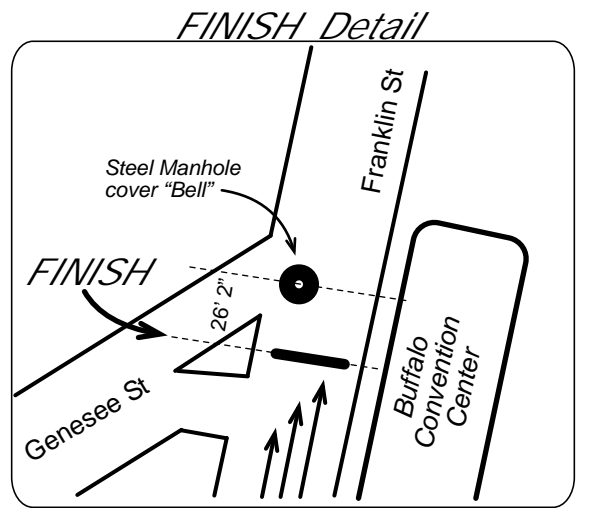 FINISH Detail
Franklin St
Steel Manhole
cover “Bell”
FINISH
26’ 2”
Genesee St
Buffalo
Convention
Center